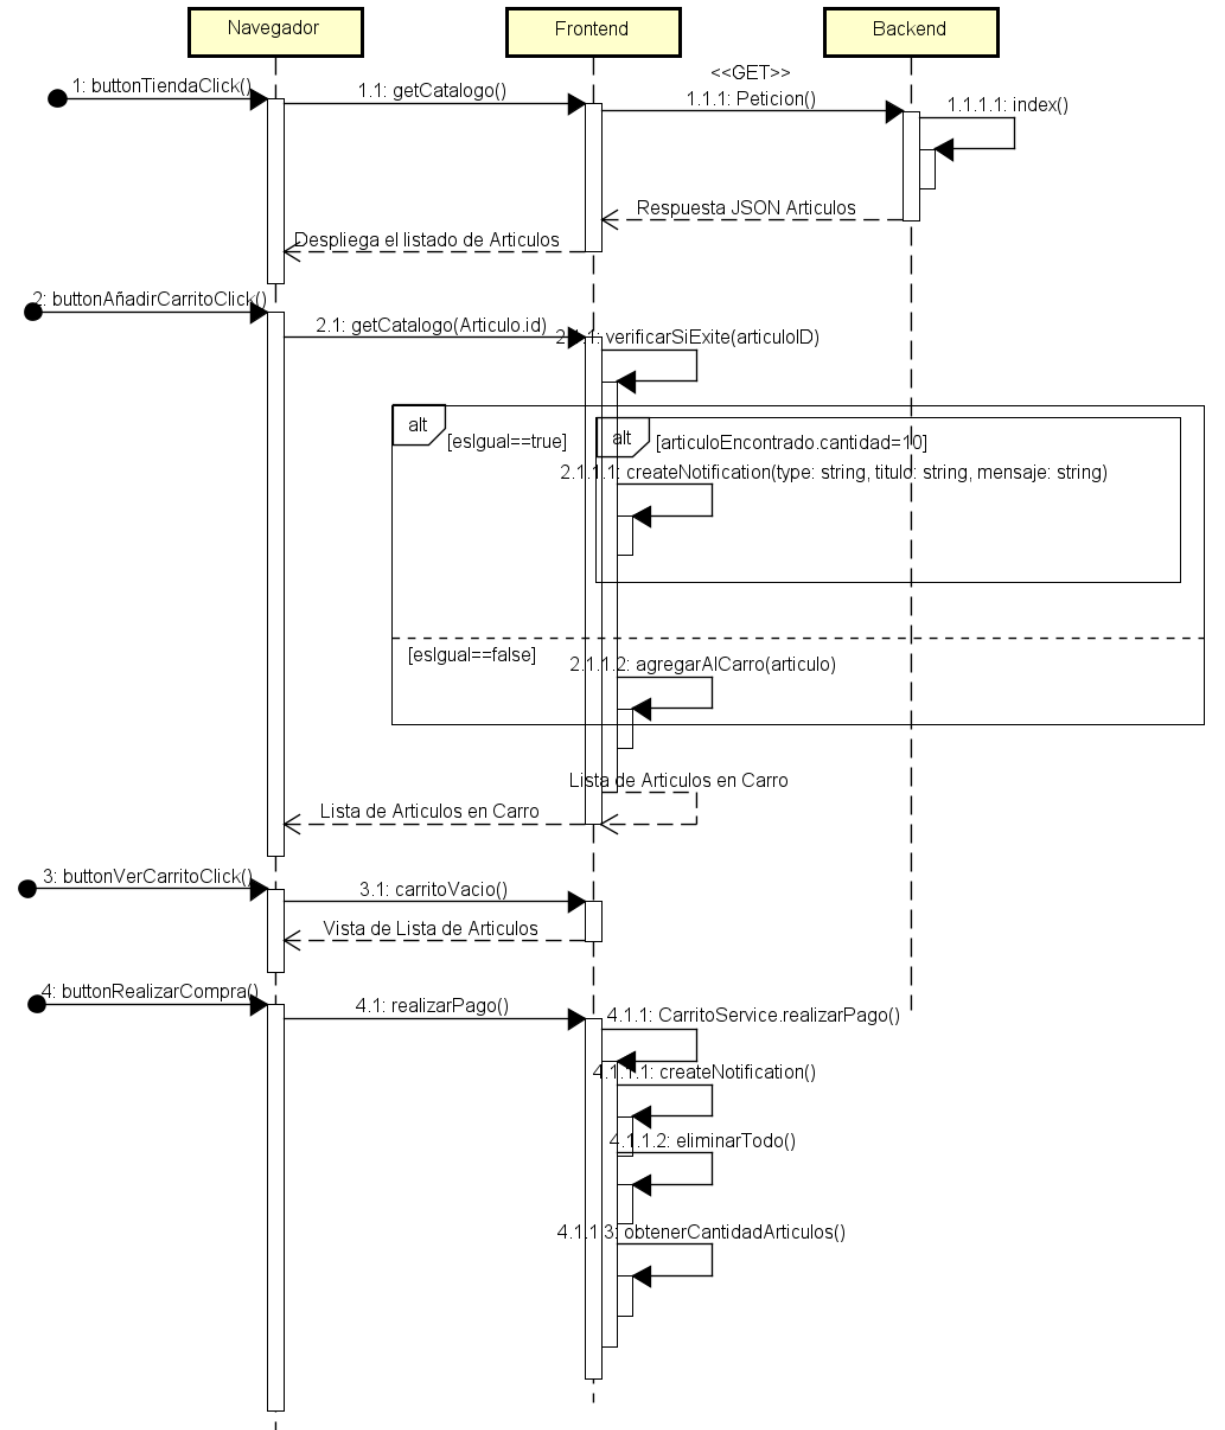 Navegador
Frontend
Backend
1: buttonTiendaClick()
1.1: getCatalogo()
<<GET>>
1.1.1: Peticion()
1.1.1.1: index()
Respuesta JSON Articulos
Despliega el listado de Articulos
2: buttonAñadirCarritoClick()
2.1: getCatalogo(Articulo.id)
2.1.1: verificarSiExite(articuloID)
alt
[esIgual==true]
alt
[articuloEncontrado.cantidad=10]
2.1.1.1: createNotification(type: string, titulo: string, mensaje: string)
[esIgual==false]
2.1.1.2: agregarAlCarro(articulo)
Lista de Articulos en Carro
Lista de Articulos en Carro
3: buttonVerCarritoClick()
3.1: carritoVacio()
Vista de Lista de Articulos
4: buttonRealizarCompra()
4.1: realizarPago()
4.1.1: CarritoService.realizarPago()
4.1.1.1: createNotification()
4.1.1.2: eliminarTodo()
4.1.1.3: obtenerCantidadArticulos()